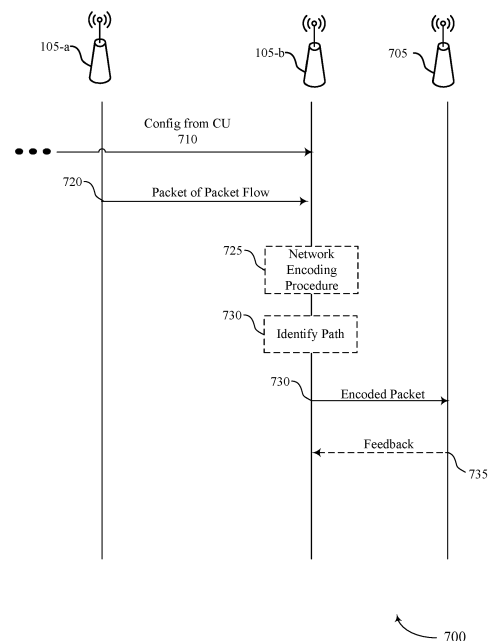 105-a
105-b
705
Config from CU
710
720
Packet of Packet Flow
725
Network
Encoding
Procedure
730
Identify Path
730
Encoded Packet
Feedback
735
700